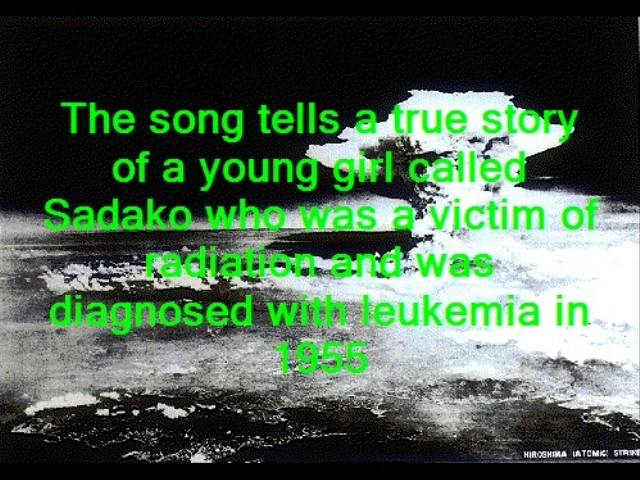 The song tells a true story
of a young girl called
Sadako who was a victim of
radiation and was
diagnosed with leukemia in
1955
HIROSHIMA (ATOMIC) STRIKE